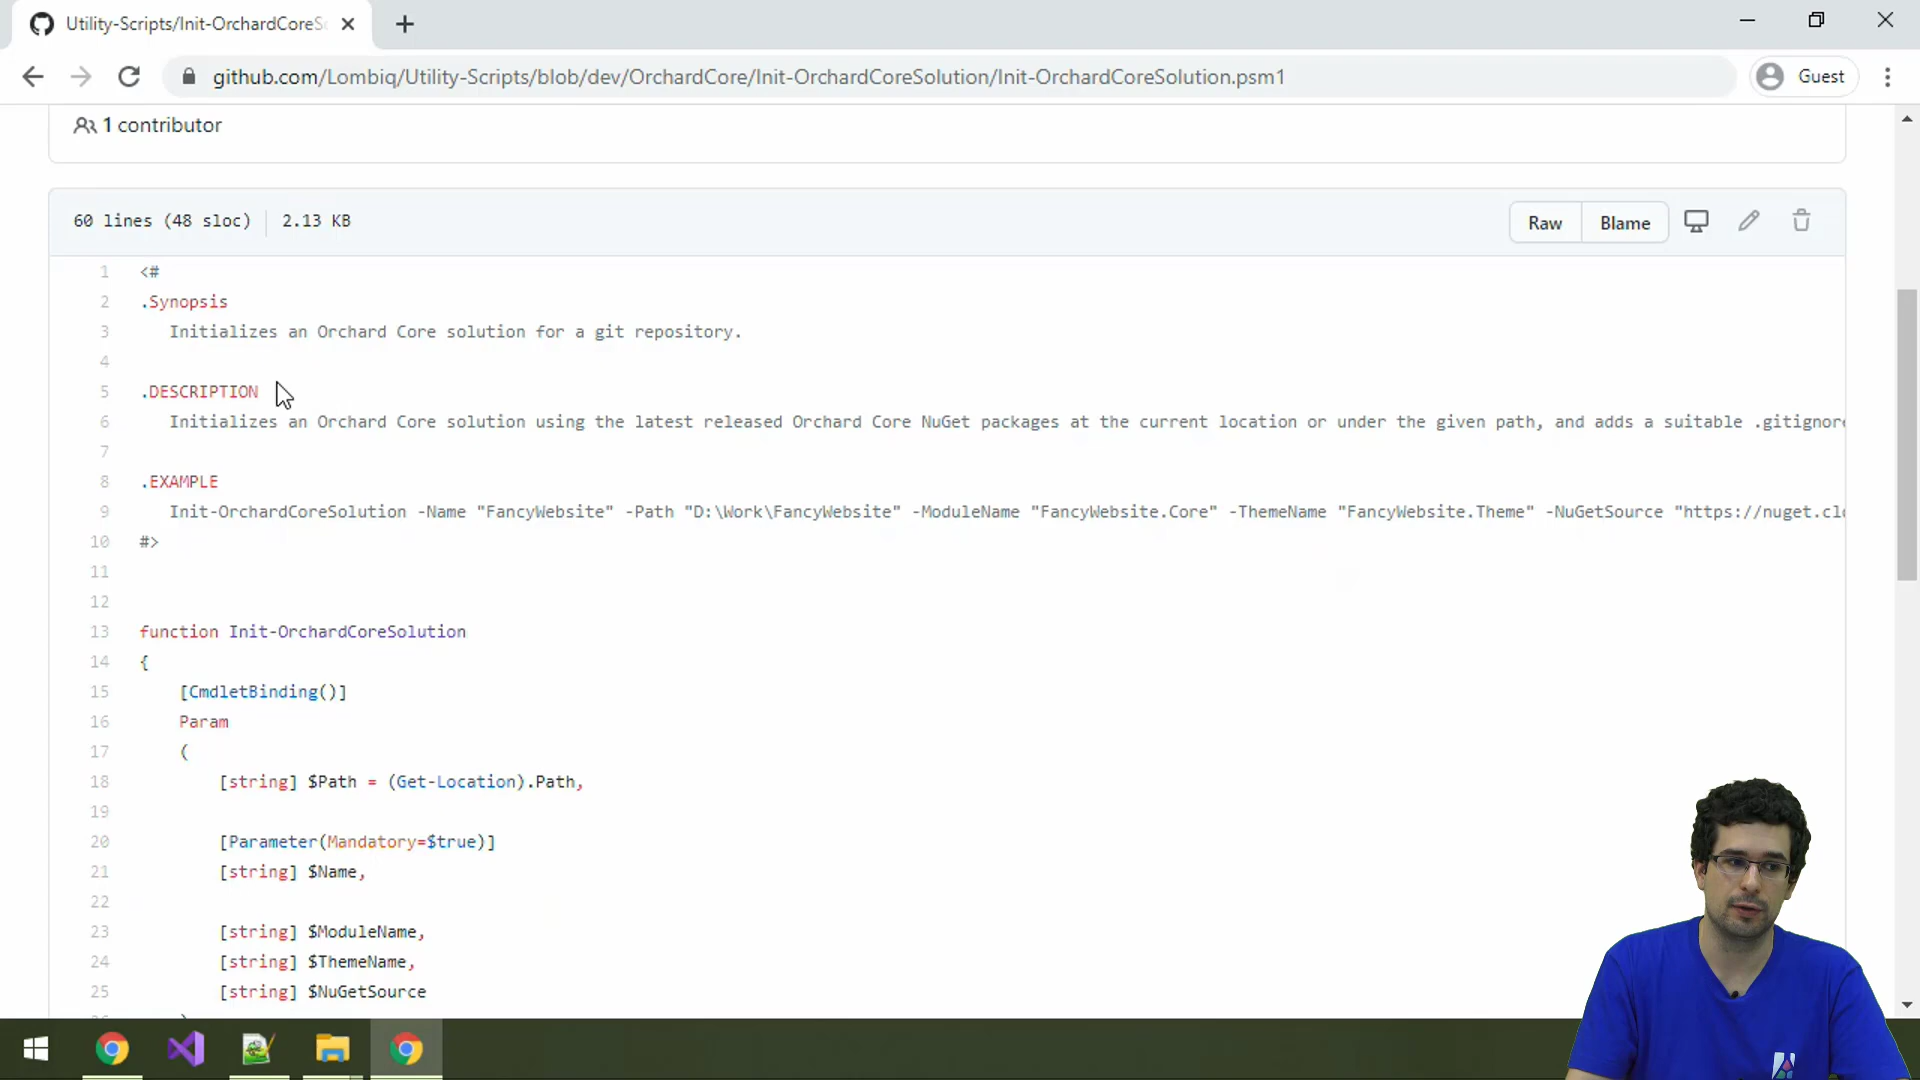 Utility-Scripts/Init-OrchardCoreS
github.com/Lombiq/Utility-Scripts/blob/dev/OrchardCore/Init-OrchardCoreSolution/Init-OrchardCoreSolution.psm1
Guest
1 contributor
60 lines (48 sloc) 2.13 KB
Raw
Blame
1 <#
2 .Synopsis
3 Initializes an Orchard Core solution for a git repository.
4
5 .DESCRIPTION
6 Initializes an Orchard Core solution using the latest released Orchard Core NuGet packages at the current location or under the given path, and adds a suitable .gitignore
7
8 .EXAMPLE
9 Init-OrchardCoreSolution -Name "FancyWebsite" -Path "D:\Work\FancyWebsite" -ModuleName "FancyWebsite.Core" -ThemeName "FancyWebsite.Theme" -NuGetSource "https://nuget.clo
10 #>
11
12
13 function Init-OrchardCoreSolution
14 {
15 [CmdletBinding()]
16 Param
17 (
18 [string] $Path = (Get-Location).Path,
19
20 [Parameter(Mandatory=$true)]
21 [string] $Name,
22
23 [string] $ModuleName,
24 [string] $ThemeName,
25 [string] $NuGetSource